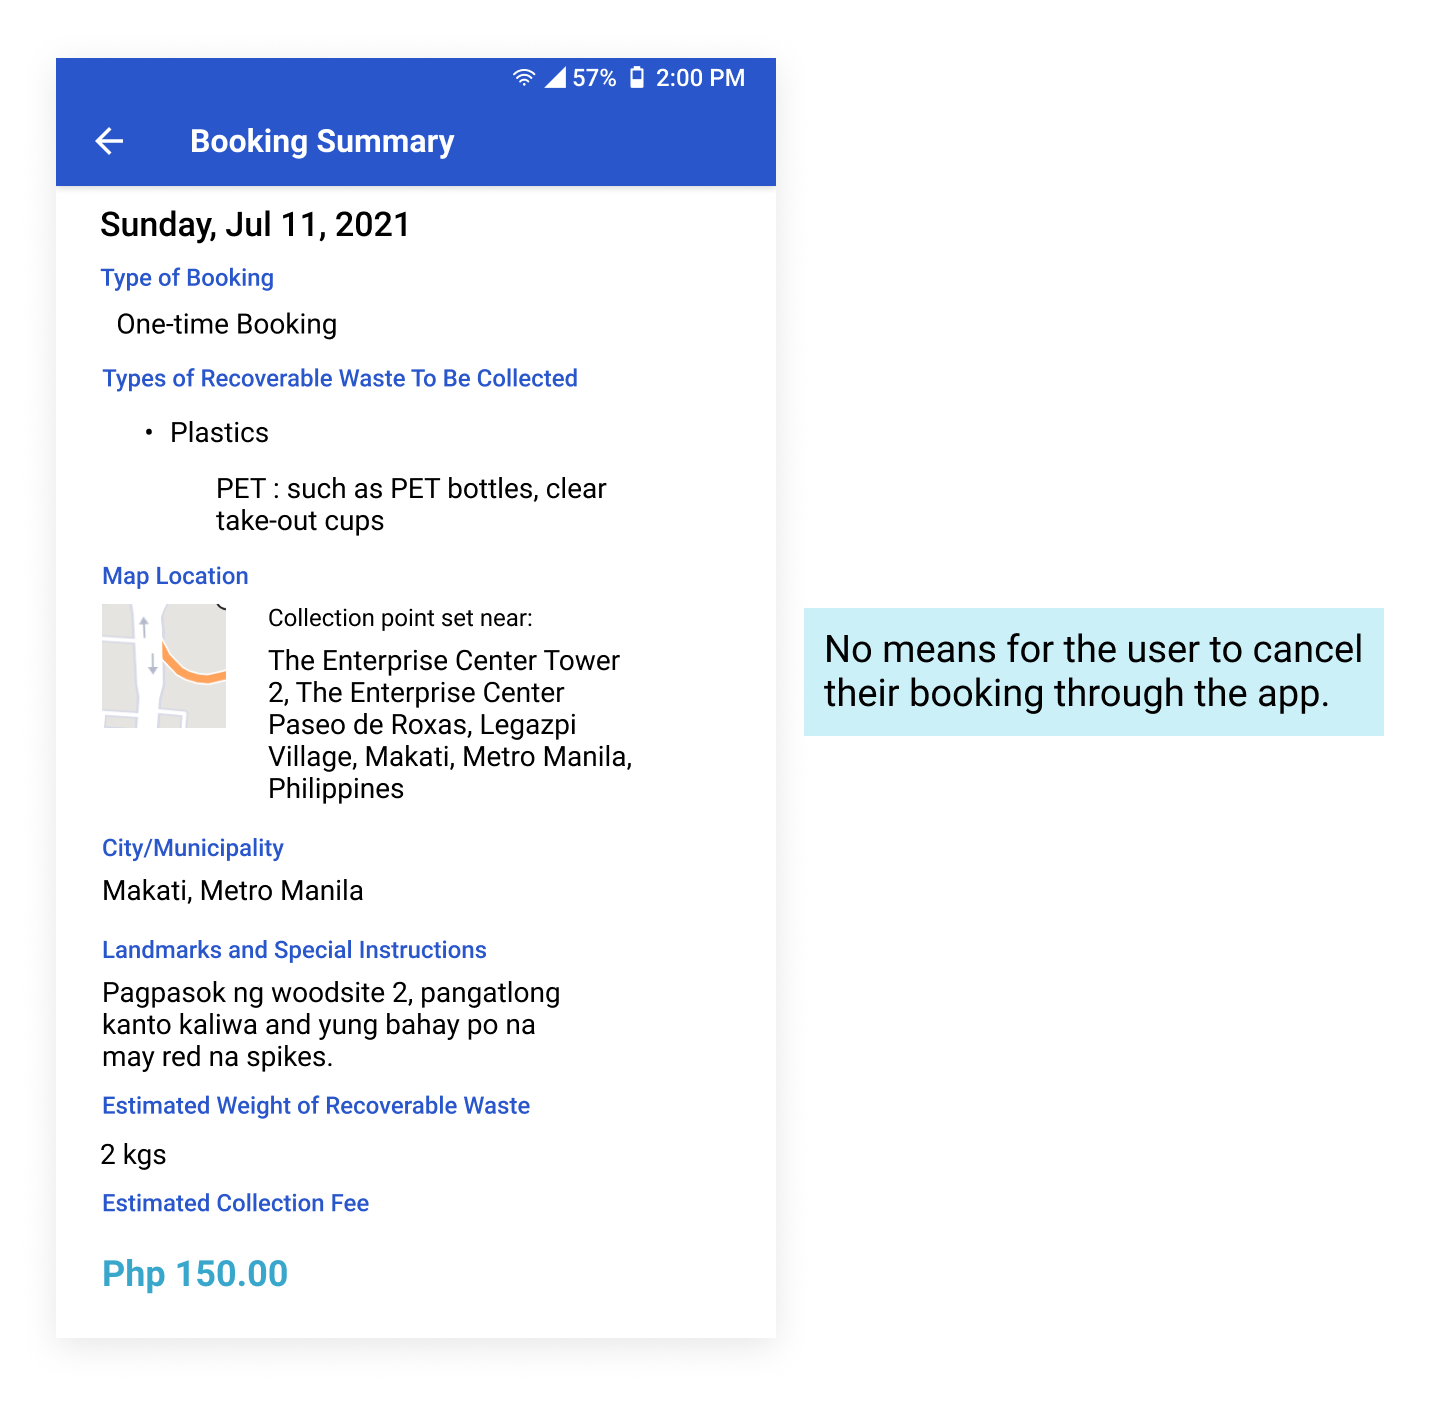 57% 2:00 PM
Booking Summary
Sunday, Jul 11, 2021
Type of Booking
One-time Booking
Types of Recoverable Waste To Be Collected
• Plastics
PET : such as PET bottles, clear
take-out cups
Map Location
Collection point set near:
The Enterprise Center Tower
2, The Enterprise Center
Paseo de Roxas, Legazpi
Village, Makati, Metro Manila,
Philippines
City/Municipality
Makati, Metro Manila
Landmarks and Special Instructions
Pagpasok ng woodsite 2, pangatlong
kanto kaliwa and yung bahay po na
may red na spikes.
Estimated Weight of Recoverable Waste
2 kgs
Estimated Collection Fee
Php 150.00
No means for the user to cancel
their booking through the app.